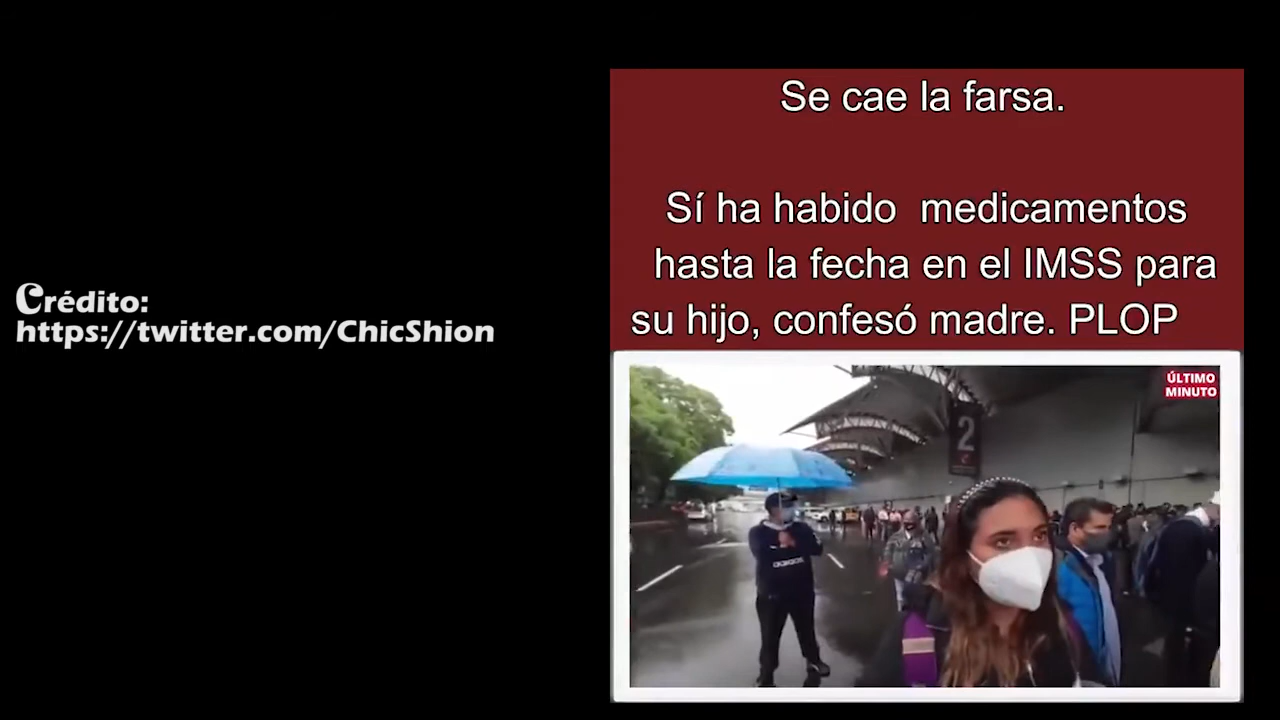 Crédito:
https://twitter.com/ChicShion
Se cae la farsa.
Sí ha habido medicamentos
hasta la fecha en el IMSS para
su hijo, confesó madre. PLOP
ÚLTIMO
MINUTO
2
adidas